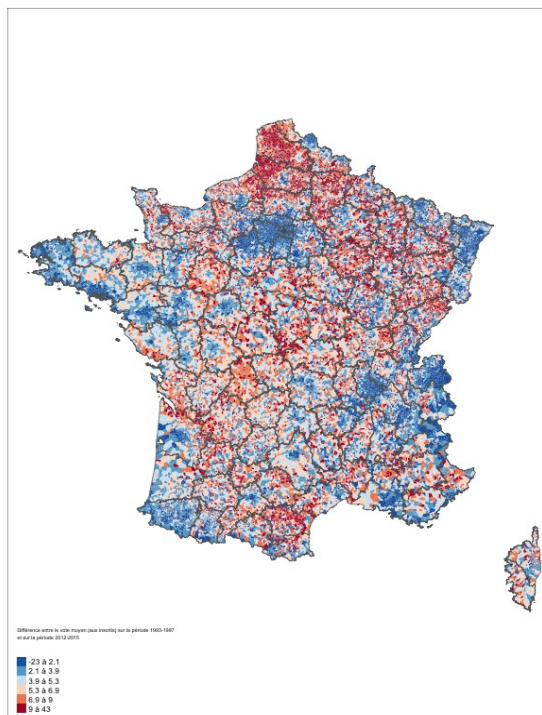 Différence entre le vote moyen (aux inscrits) sur la période 1993-1997
et sur la période 2012-2015
-23 à 2.1
2.1 à 3.9
3.9 à 5.3
5.3 à 6.9
6.9 à 9
9 à 43